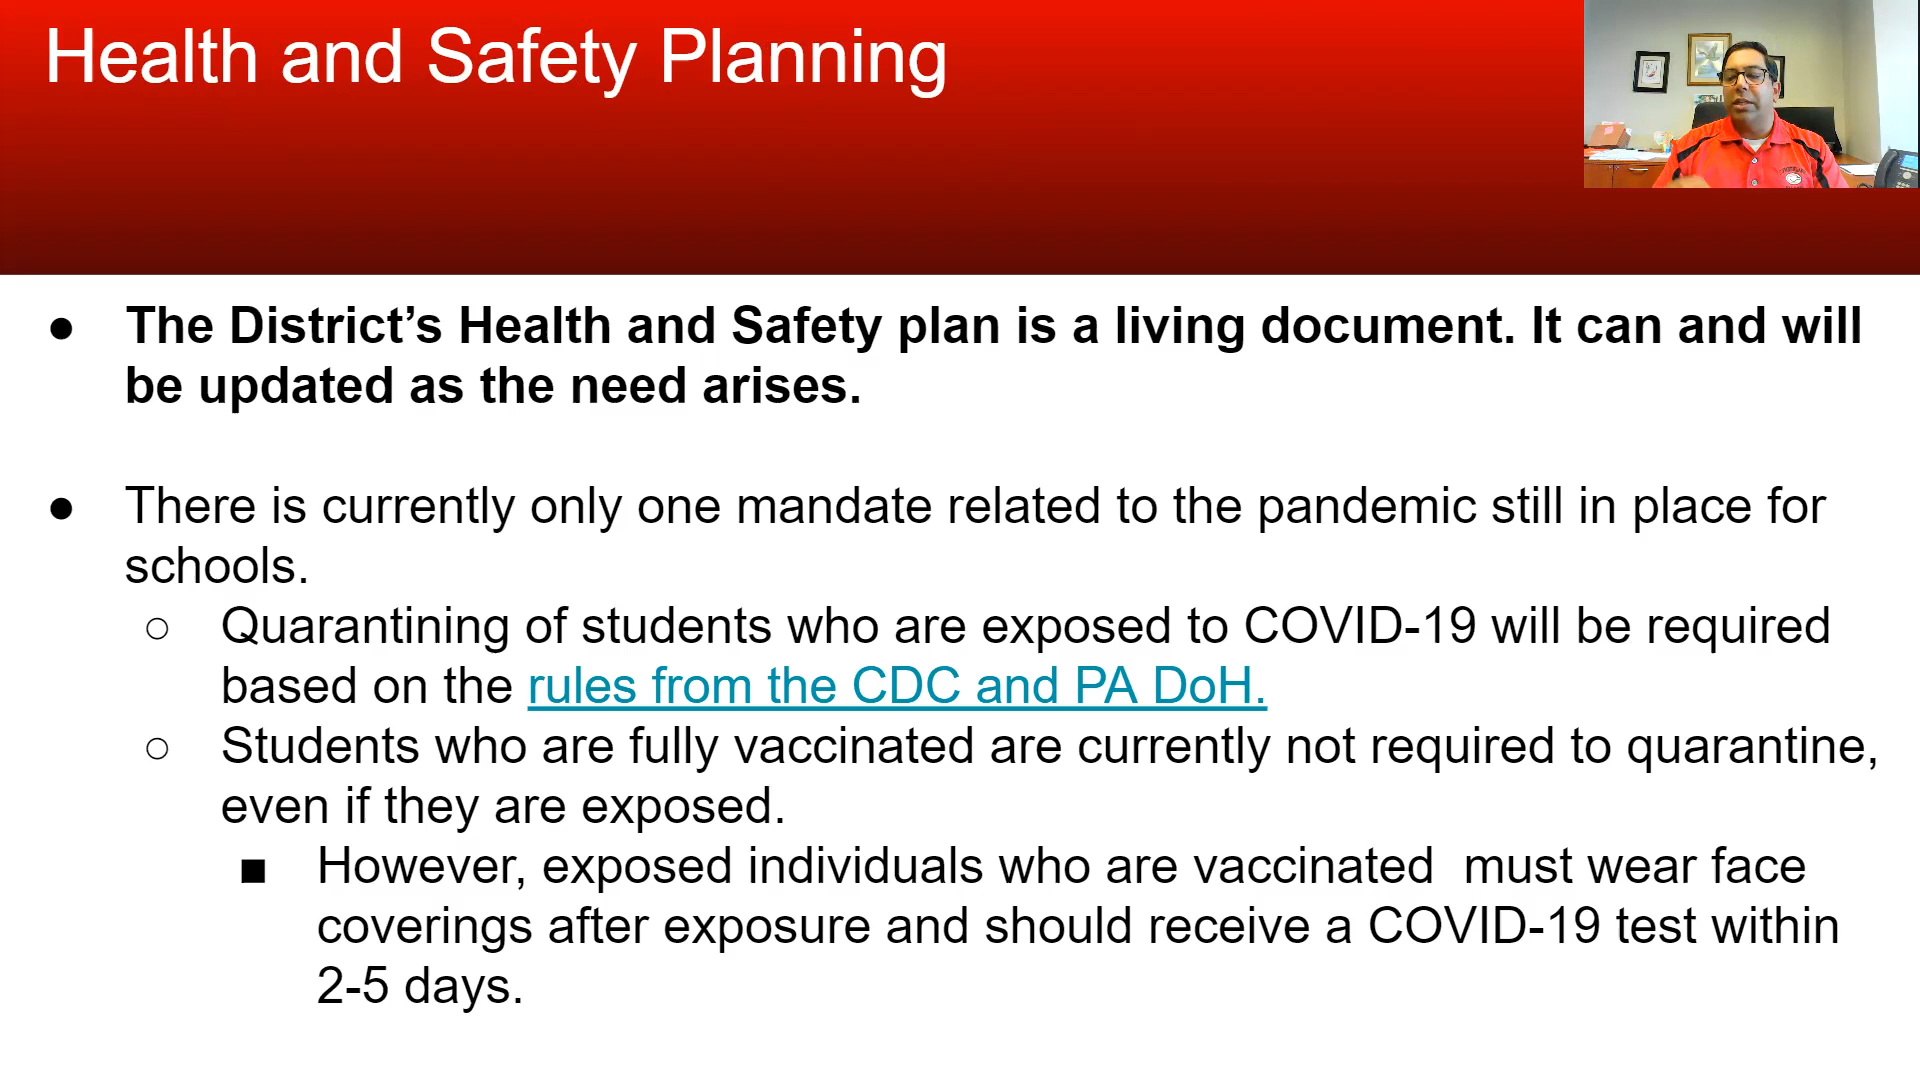 Health and Safety Planning
● The District’s Health and Safety plan is a living document. It can and will
be updated as the need arises.
● There is currently only one mandate related to the pandemic still in place for
schools.
○ Quarantining of students who are exposed to COVID-19 will be required
based on the rules from the CDC and PA DoH.
○ Students who are fully vaccinated are currently not required to quarantine,
even if they are exposed.
■ However, exposed individuals who are vaccinated  must wear face
coverings after exposure and should receive a COVID-19 test within
2-5 days.